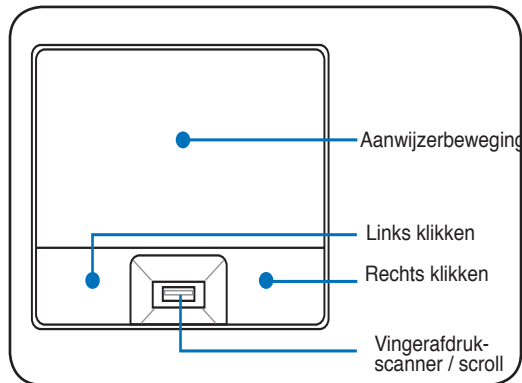 Aanwijzerbeweging
Links klikken
Rechts klikken
Vingerafdruk-
scanner / scroll